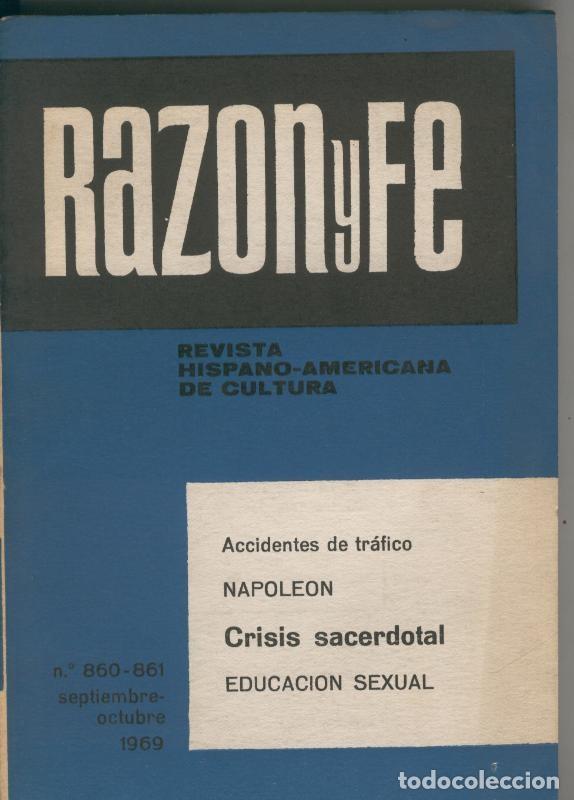 RaZonyFe
REVISTA
HISPANO-AMERICANA
DE CULTURA
Accidentes de tráfico
NAPOLEON
Crisis sacerdotal
EDUCACION SEXUAL
n.º 860-861
septiembre-
octubre
1969
todocoleccion